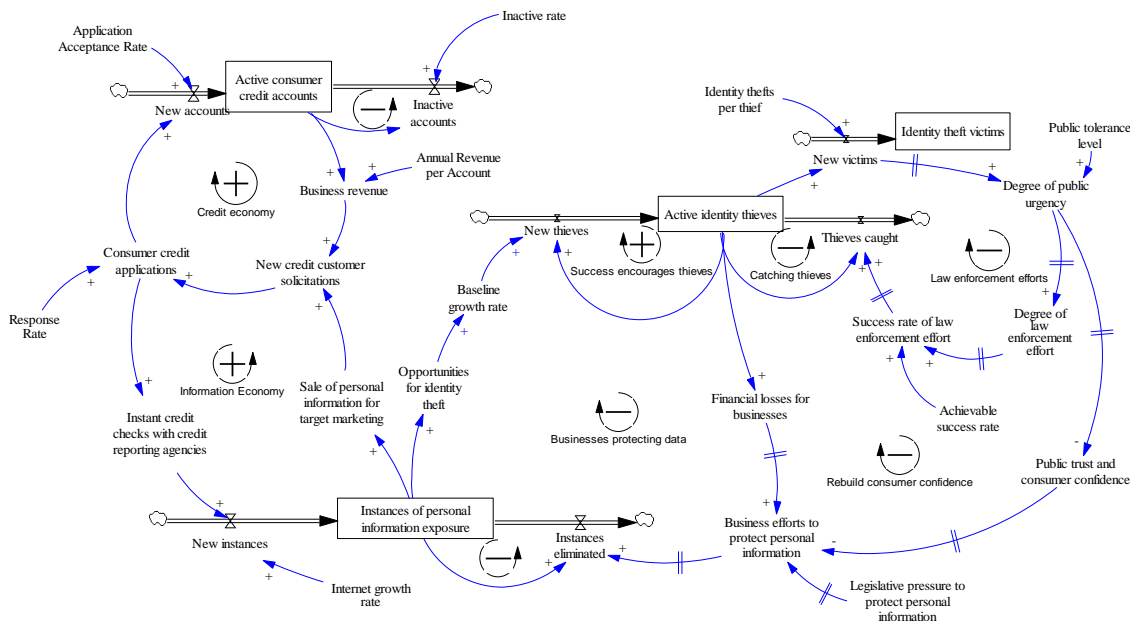 Application
Acceptance Rate
Inactive rate
Active consumer
credit accounts
New accounts
Inactive
accounts
Identity thefts
per thief
Identity theft victims
Public tolerance
level
New victims
Annual Revenue
per Account
Business revenue
Credit economy
Degree of public
urgency
Active identity thieves
New thieves
Thieves caught
Success encourages thieves
Catching thieves
Law enforcement efforts
Consumer credit
applications
New credit customer
solicitations
Baseline
growth rate
Response
Rate
Success rate of law
enforcement effort
Degree of
law
enforcement
effort
Information Economy
Sale of personal
information for
target marketing
Opportunities
for identity
theft
Financial losses for
businesses
Achievable
success rate
Instant credit
checks with credit
reporting agencies
Businesses protecting data
Rebuild consumer confidence
Public trust and
consumer confidence
Instances of personal
information exposure
New instances
Instances
eliminated
Business efforts to
protect personal
information
Internet growth
rate
Legislative pressure to
protect personal
information